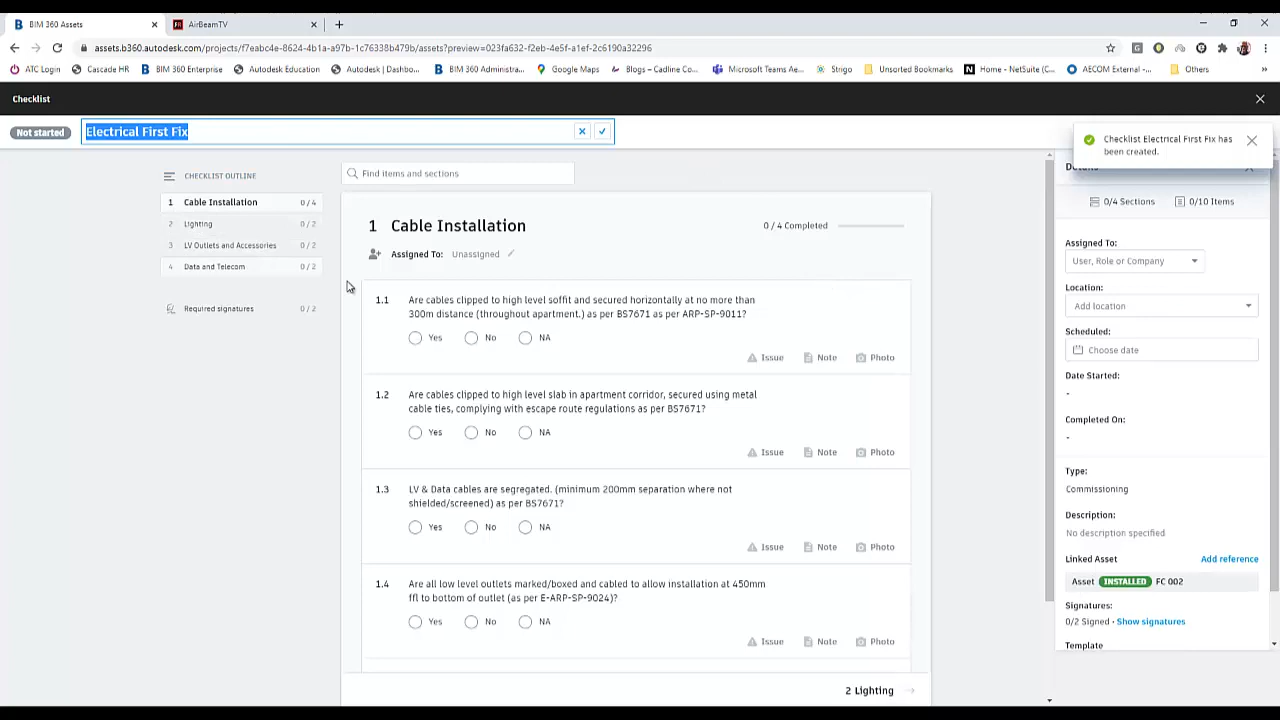 BIM 360 Assets
AirBeamTV
assets.b360.autodesk.com/projects/f7eabc4e-8624-4b1a-a97b-1c76338b479b/assets?preview=023fa632-f2eb-4e5f-a1ef-2c6190a32296
ATC Login Cascade HR BIM 360 Enterprise Autodesk Education Autodesk | Dashbo... BIM 360 Administra... Google Maps Blogs – Cadline Co... Microsoft Teams Ae... Strigo Unsorted Bookmarks Home - NetSuite (C... AECOM External -... Others
Checklist
Not started
Electrical First Fix
Checklist Electrical First Fix has
been created.
CHECKLIST OUTLINE
1 Cable Installation 0 / 4
2 Lighting 0 / 2
3 LV Outlets and Accessories 0 / 2
4 Data and Telecom 0 / 2
Required signatures 0 / 2
Find items and sections
1 Cable Installation
0 / 4 Completed
Assigned To: Unassigned
1.1 Are cables clipped to high level soffit and secured horizontally at no more than
300m distance (throughout apartment.) as per BS7671 as per ARP-SP-9011?
Yes No NA
Issue Note Photo
1.2 Are cables clipped to high level slab in apartment corridor, secured using metal
cable ties, complying with escape route regulations as per BS7671?
Yes No NA
Issue Note Photo
1.3 LV & Data cables are segregated. (minimum 200mm separation where not
shielded/screened) as per BS7671?
Yes No NA
Issue Note Photo
1.4 Are all low level outlets marked/boxed and cabled to allow installation at 450mm
ffl to bottom of outlet (as per E-ARP-SP-9024)?
Yes No NA
Issue Note Photo
2 Lighting
0/4 Sections 0/10 Items
Assigned To:
User, Role or Company
Location:
Add location
Scheduled:
Choose date
Date Started:
-
Completed On:
-
Type:
Commissioning
Description:
No description specified
Linked Asset Add reference
Asset INSTALLED FC 002
Signatures:
0/2 Signed • Show signatures
Template